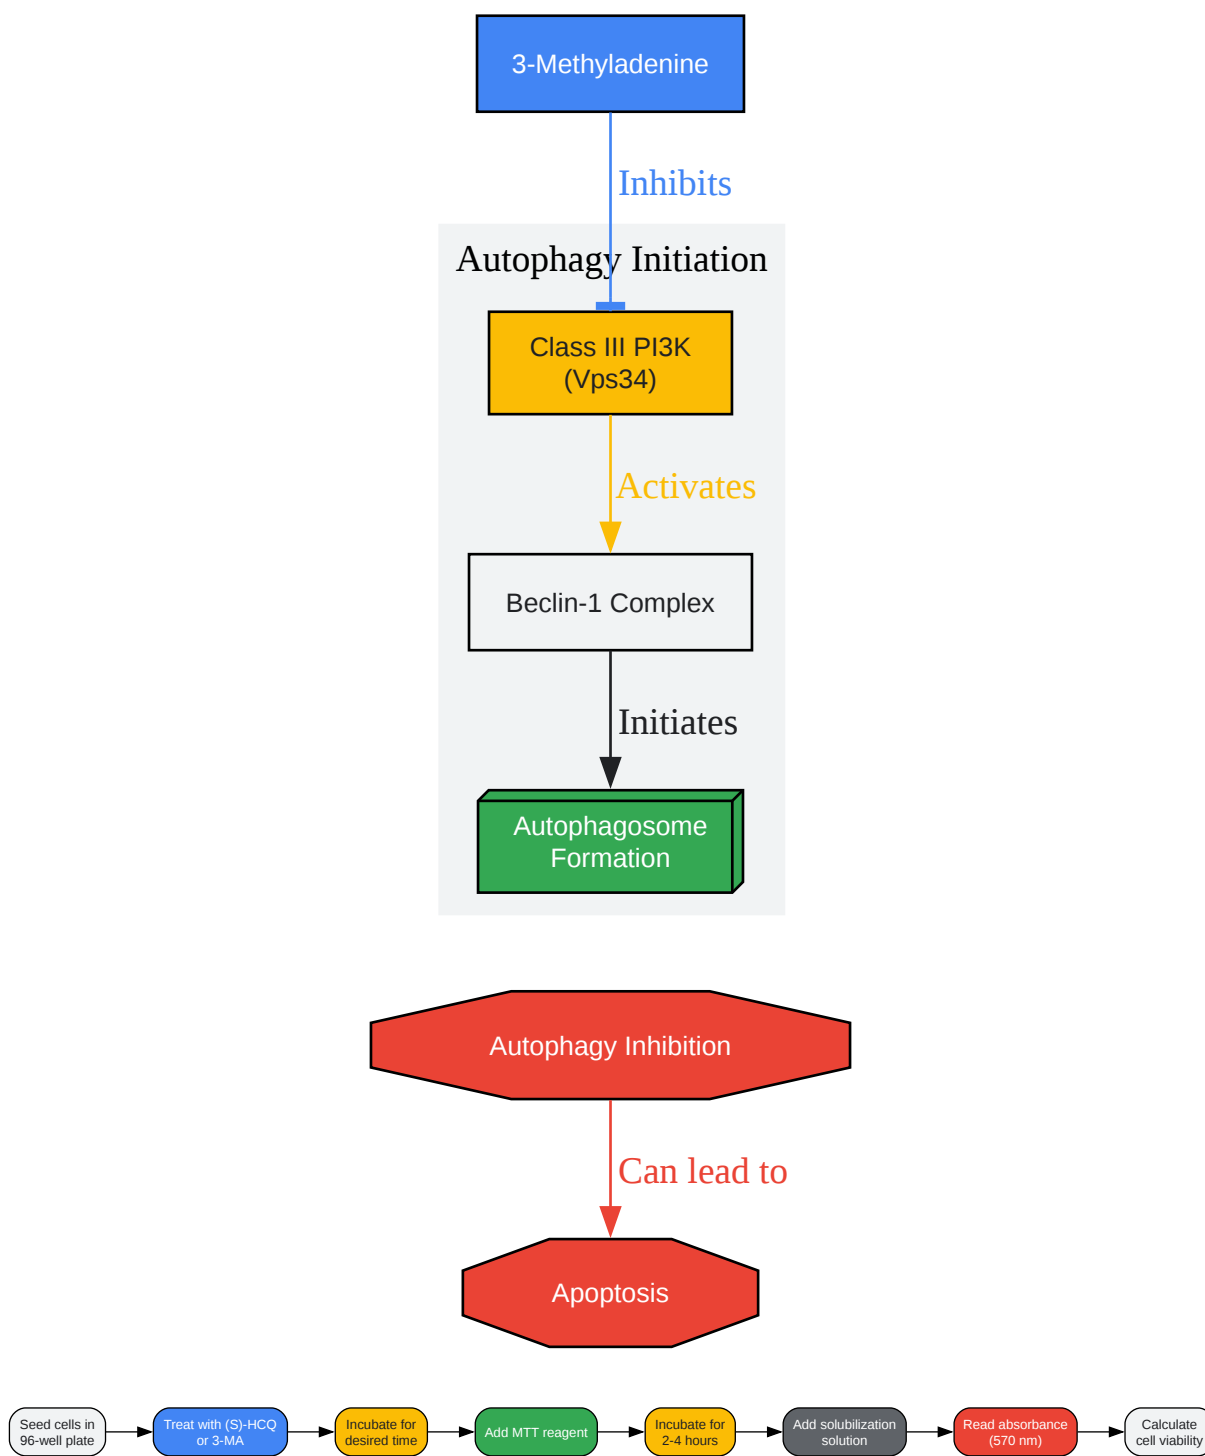 3-Methyladenine
Inhibits
Autophagy Initiation
Class III PI3K
(Vps34)
Activates
Beclin-1 Complex
Initiates
Autophagosome
Formation
Autophagy Inhibition
Can lead to
Apoptosis
Seed cells in
96-well plate
Treat with (S)-HCQ
or 3-MA
Incubate for
desired time
Add MTT reagent
Incubate for
2-4 hours
Add solubilization
solution
Read absorbance
(570 nm)
Calculate
cell viability